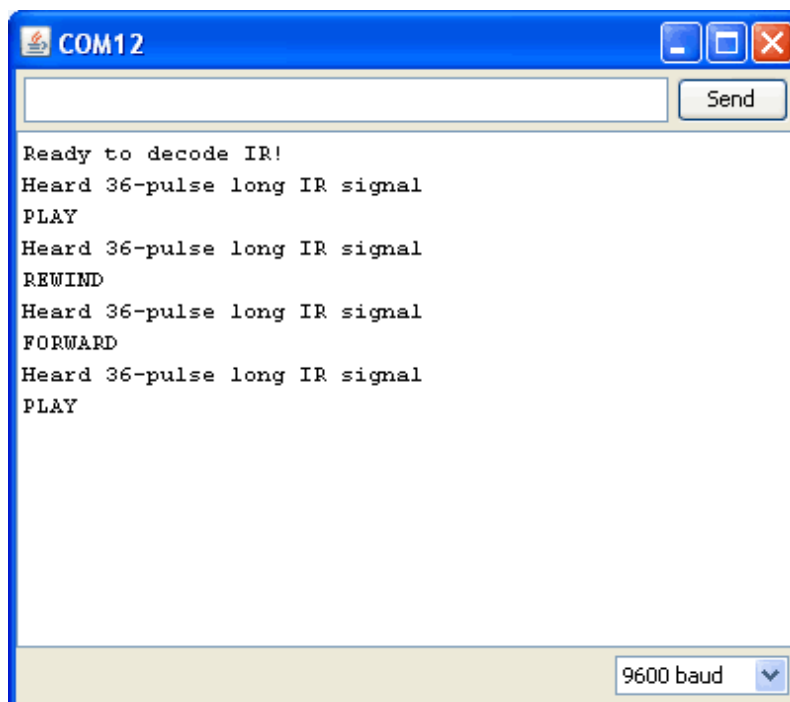 COM12
Send
Ready to decode IR!
Heard 36-pulse long IR signal
PLAY
Heard 36-pulse long IR signal
REWIND
Heard 36-pulse long IR signal
FORWARD
Heard 36-pulse long IR signal
PLAY
9600 baud